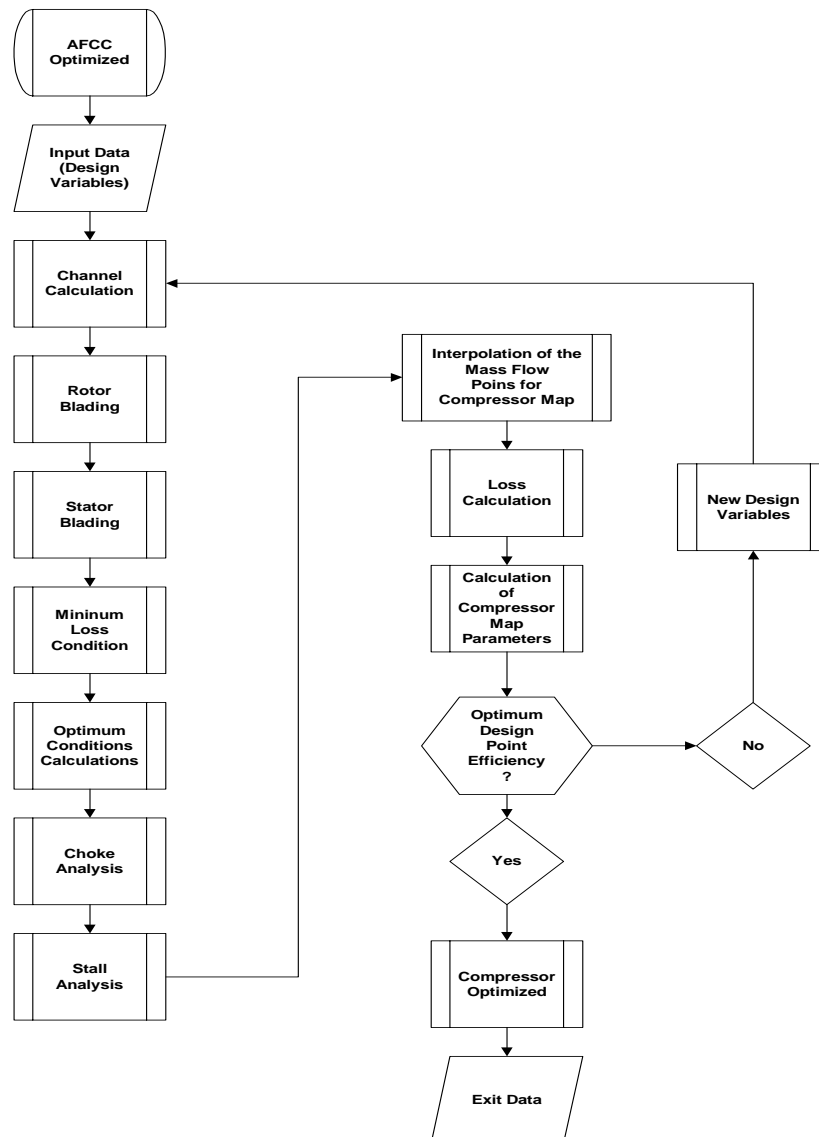 AFCC
Optimized
Input Data
(Design
Variables)
Channel
Calculation
Rotor
Blading
Stator
Blading
Mininum
Loss
Condition
Optimum
Conditions
Calculations
Choke
Analysis
Stall
Analysis
Interpolation of the
Mass Flow
Poins for
Compressor Map
Loss
Calculation
Calculation
of
Compressor
Map
Parameters
Optimum
Design
Point
Efficiency
?
No
New Design
Variables
Yes
Compressor
Optimized
Exit Data